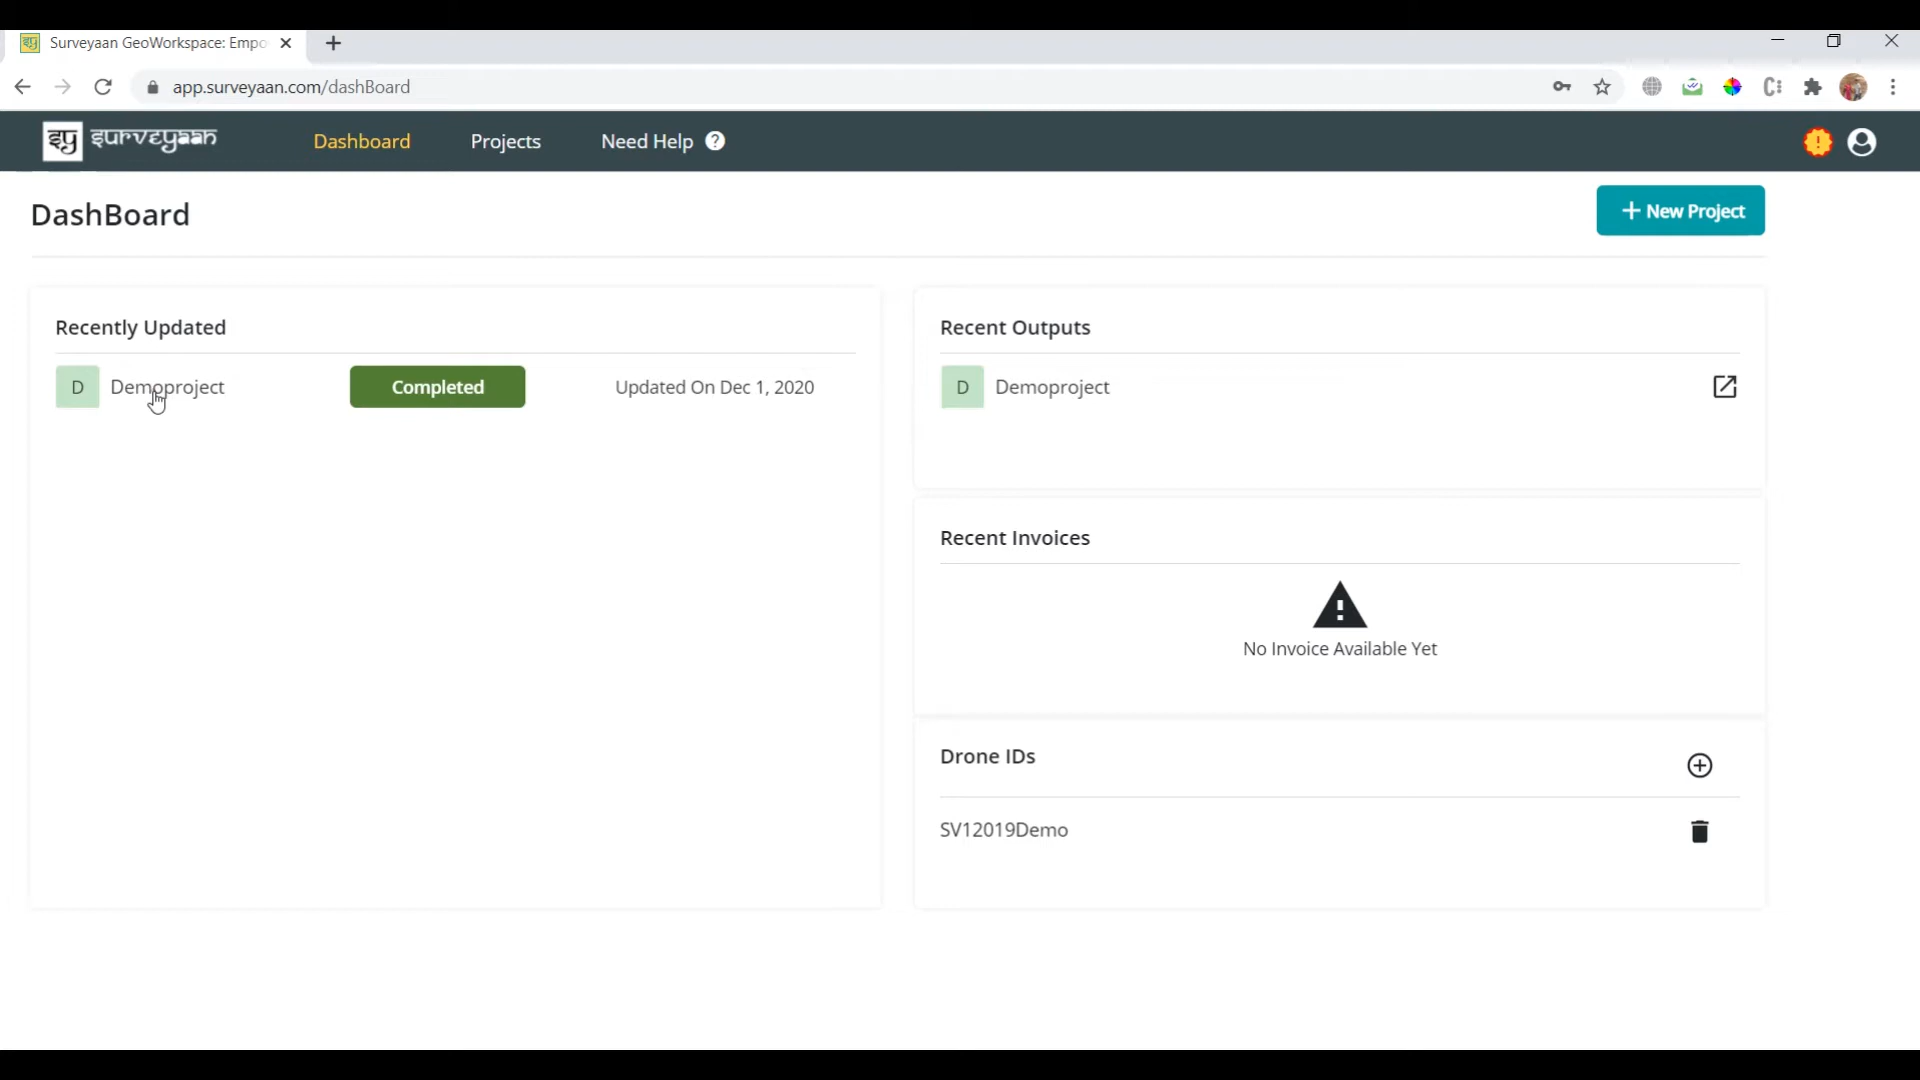 Surveyaan GeoWorkspace: Empo
app.surveyaan.com/dashBoard
सy surveyaan
Dashboard
Projects
Need Help ?
DashBoard
+ New Project
Recently Updated
D Demoproject
Completed
Updated On Dec 1, 2020
Recent Outputs
D Demoproject
Recent Invoices
No Invoice Available Yet
Drone IDs
SV12019Demo